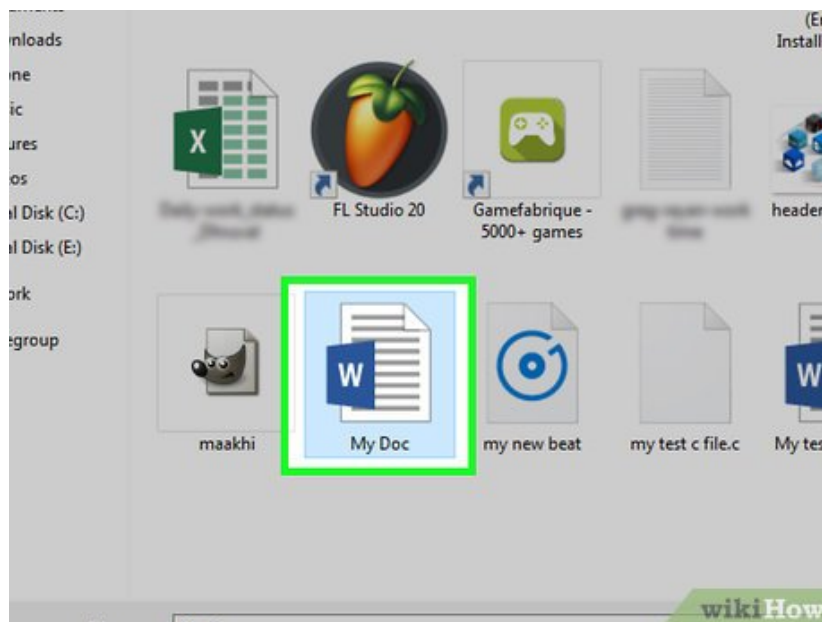 (E
Install
nloads
ne
ic
ures
os
l Disk (C:)
l Disk (E:)
ork
egroup
X
FL Studio 20
Gamefabrique -
5000+ games
header
W
W
maakhi
My Doc
my new beat
my test c file.c
My tes
wikiHow